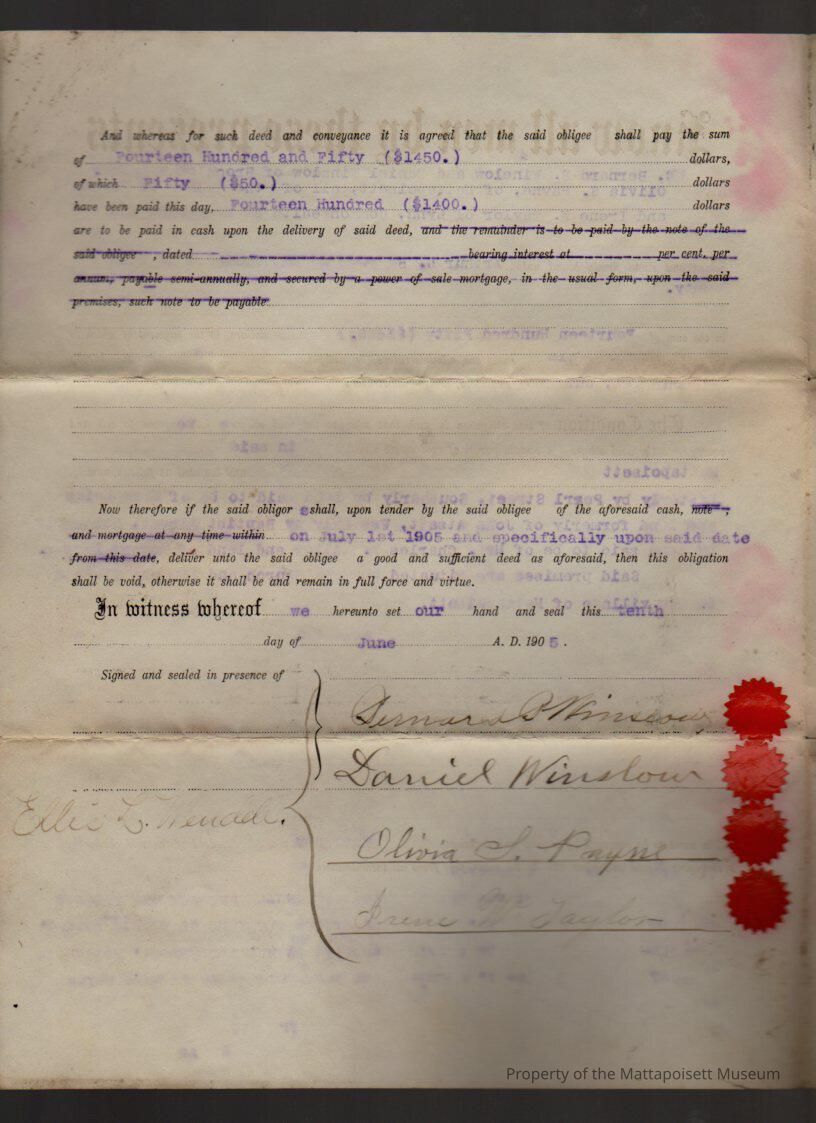 And whereas for such deed and conveyance it is agreed that the said obligee shall pay the sum
of Fourteen Hundred and Fifty ($1450.) dollars,
of which Fifty ($50.) dollars
have been paid this day, Fourteen Hundred ($1400.) dollars
are to be paid in cash upon the delivery of said deed, and the remainder is to be paid by the note of the
said obligee , dated bearing interest at per cent. per
annum, payable semi-annually, and secured by a power of sale mortgage, in the usual form, upon the said
premises, such note to be payable
Now therefore if the said obligor s shall, upon tender by the said obligee of the aforesaid cash, note ,
and mortgage at any time within on July 1st 1905 and specifically upon said date
from this date, deliver unto the said obligee a good and sufficient deed as aforesaid, then this obligation
shall be void, otherwise it shall be and remain in full force and virtue.
In witness whereof we hereunto set our hand and seal this tenth
day of June A. D. 1905.
Signed and sealed in presence of
Bernard P Winslow
Daniel Winslow
Olivia S. Payne
Irene W Taylor
Property of the Mattapoisett Museum